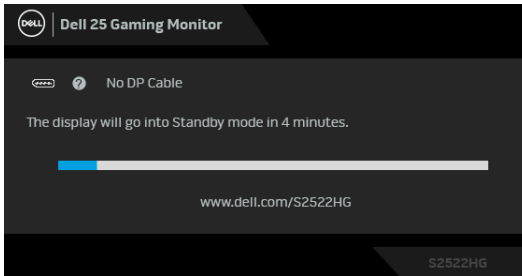 DELL
Dell 25 Gaming Monitor
? No DP Cable
The display will go into Standby mode in 4 minutes.
www.dell.com/S2522HG
S2522HG